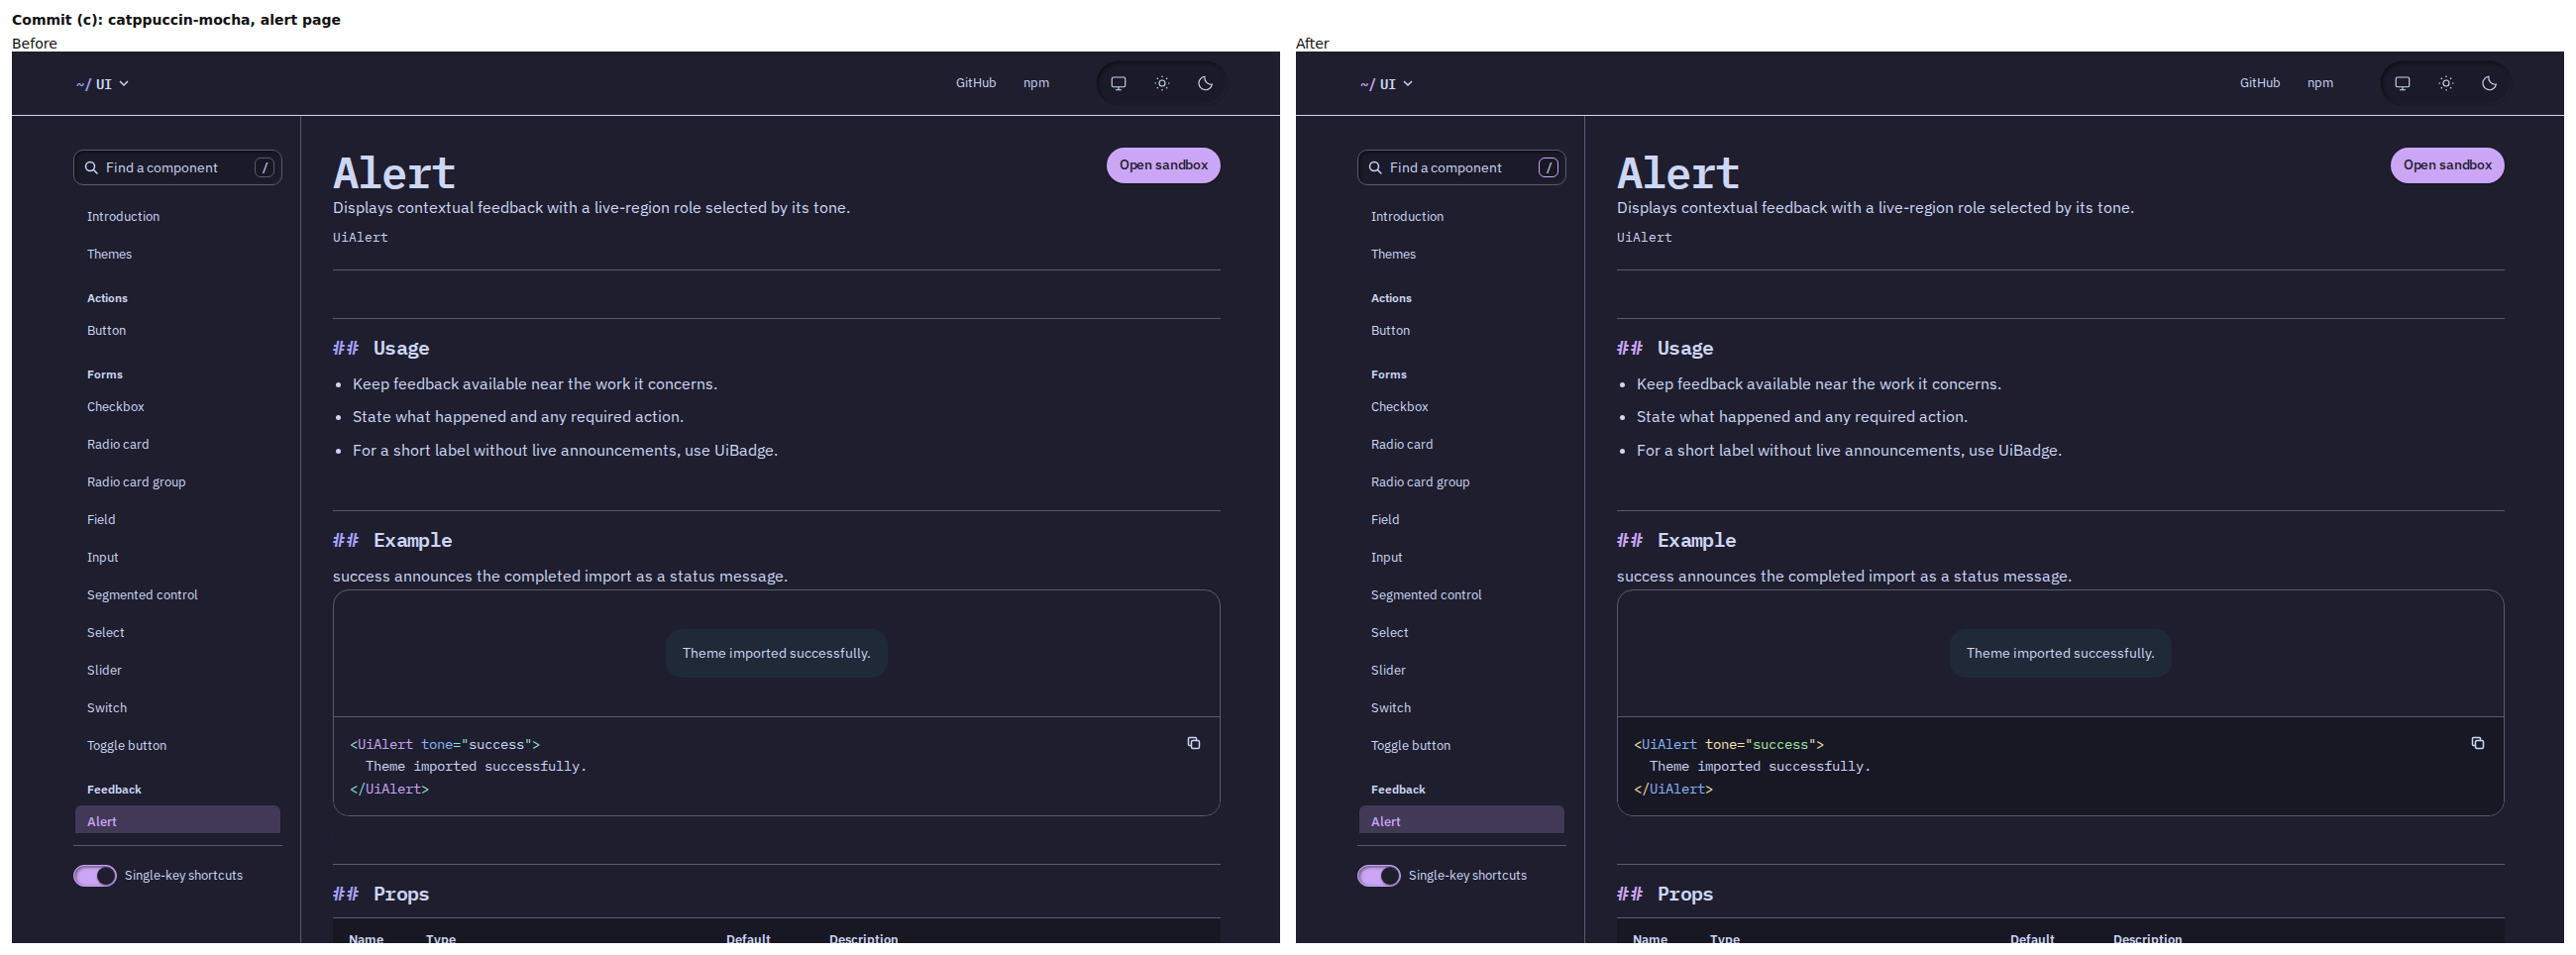 Commit (c): catppuccin-mocha, alert page
Before
~/ UI
GitHub npm
Find a component /
Introduction
Themes
Actions
Button
Forms
Checkbox
Radio card
Radio card group
Field
Input
Segmented control
Select
Slider
Switch
Toggle button
Feedback
Alert
Single-key shortcuts
Alert
Open sandbox
Displays contextual feedback with a live-region role selected by its tone.
UiAlert
## Usage
• Keep feedback available near the work it concerns.
• State what happened and any required action.
• For a short label without live announcements, use UiBadge.
## Example
success announces the completed import as a status message.
Theme imported successfully.
<UiAlert tone="success">
Theme imported successfully.
</UiAlert>
## Props
Name Type Default Description
After
~/ UI
GitHub npm
Find a component /
Introduction
Themes
Actions
Button
Forms
Checkbox
Radio card
Radio card group
Field
Input
Segmented control
Select
Slider
Switch
Toggle button
Feedback
Alert
Single-key shortcuts
Alert
Open sandbox
Displays contextual feedback with a live-region role selected by its tone.
UiAlert
## Usage
• Keep feedback available near the work it concerns.
• State what happened and any required action.
• For a short label without live announcements, use UiBadge.
## Example
success announces the completed import as a status message.
Theme imported successfully.
<UiAlert tone="success">
Theme imported successfully.
</UiAlert>
## Props
Name Type Default Description